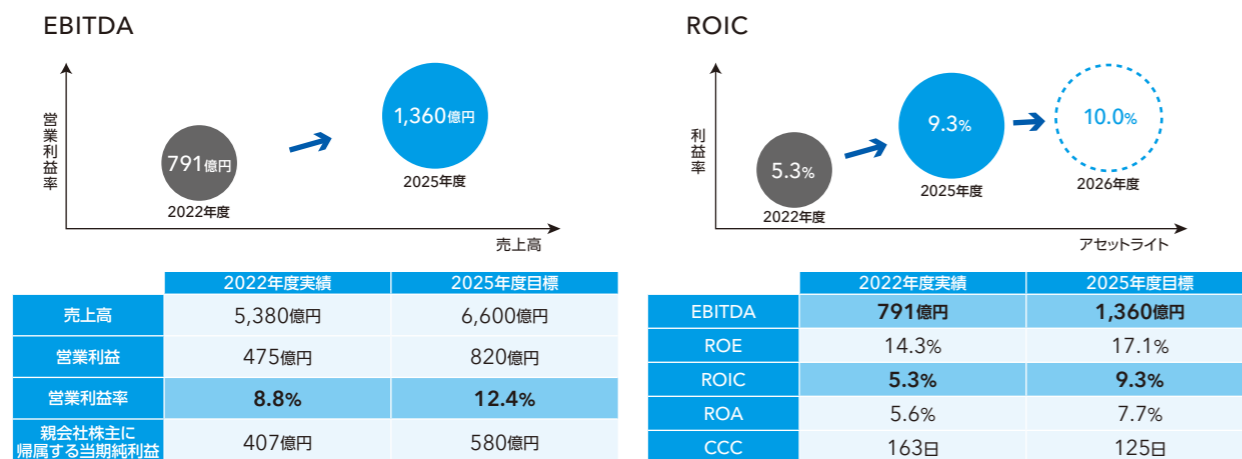 EBITDA
営業利益率
791億円
2022年度
1,360億円
2025年度
売上高
2022年度実績 2025年度目標
売上高 5,380億円 6,600億円
営業利益 475億円 820億円
営業利益率 8.8% 12.4%
親会社株主に
帰属する当期純利益 407億円 580億円
ROIC
利益率
5.3%
2022年度
9.3%
2025年度
10.0%
2026年度
アセットライト
2022年度実績 2025年度目標
EBITDA 791億円 1,360億円
ROE 14.3% 17.1%
ROIC 5.3% 9.3%
ROA 5.6% 7.7%
CCC 163日 125日